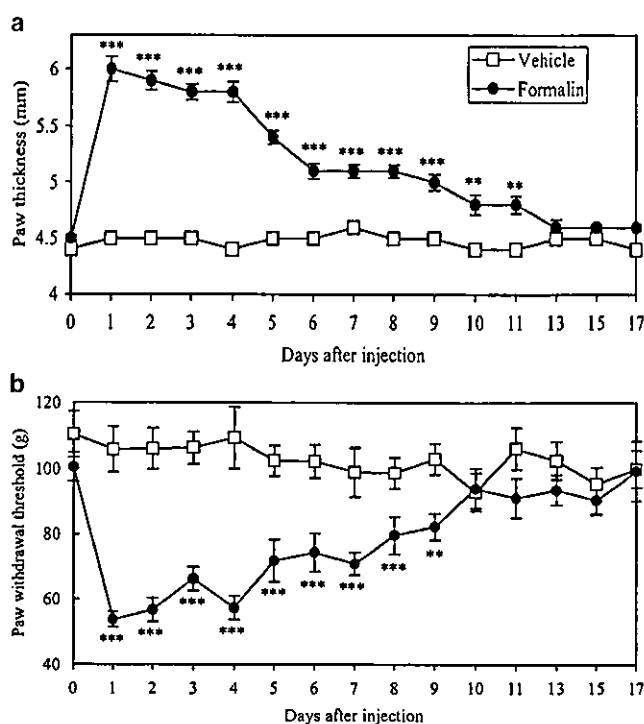 a
Paw thickness (mm)
6
5.5
5
4.5
4
*** *** *** *** *** *** *** *** *** ** **
Vehicle
Formalin
0 1 2 3 4 5 6 7 8 9 10 11 13 15 17
Days after injection
b
Paw withdrawal threshold (g)
120
100
80
60
40
*** *** *** *** *** *** *** *** **
0 1 2 3 4 5 6 7 8 9 10 11 13 15 17
Days after injection